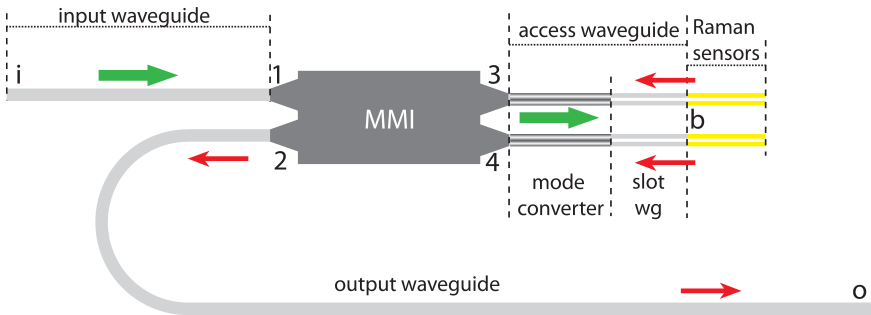 input waveguide
access waveguide
Raman
sensors
i
1
3
MMI
b
2
4
mode
converter
slot
wg
output waveguide
o